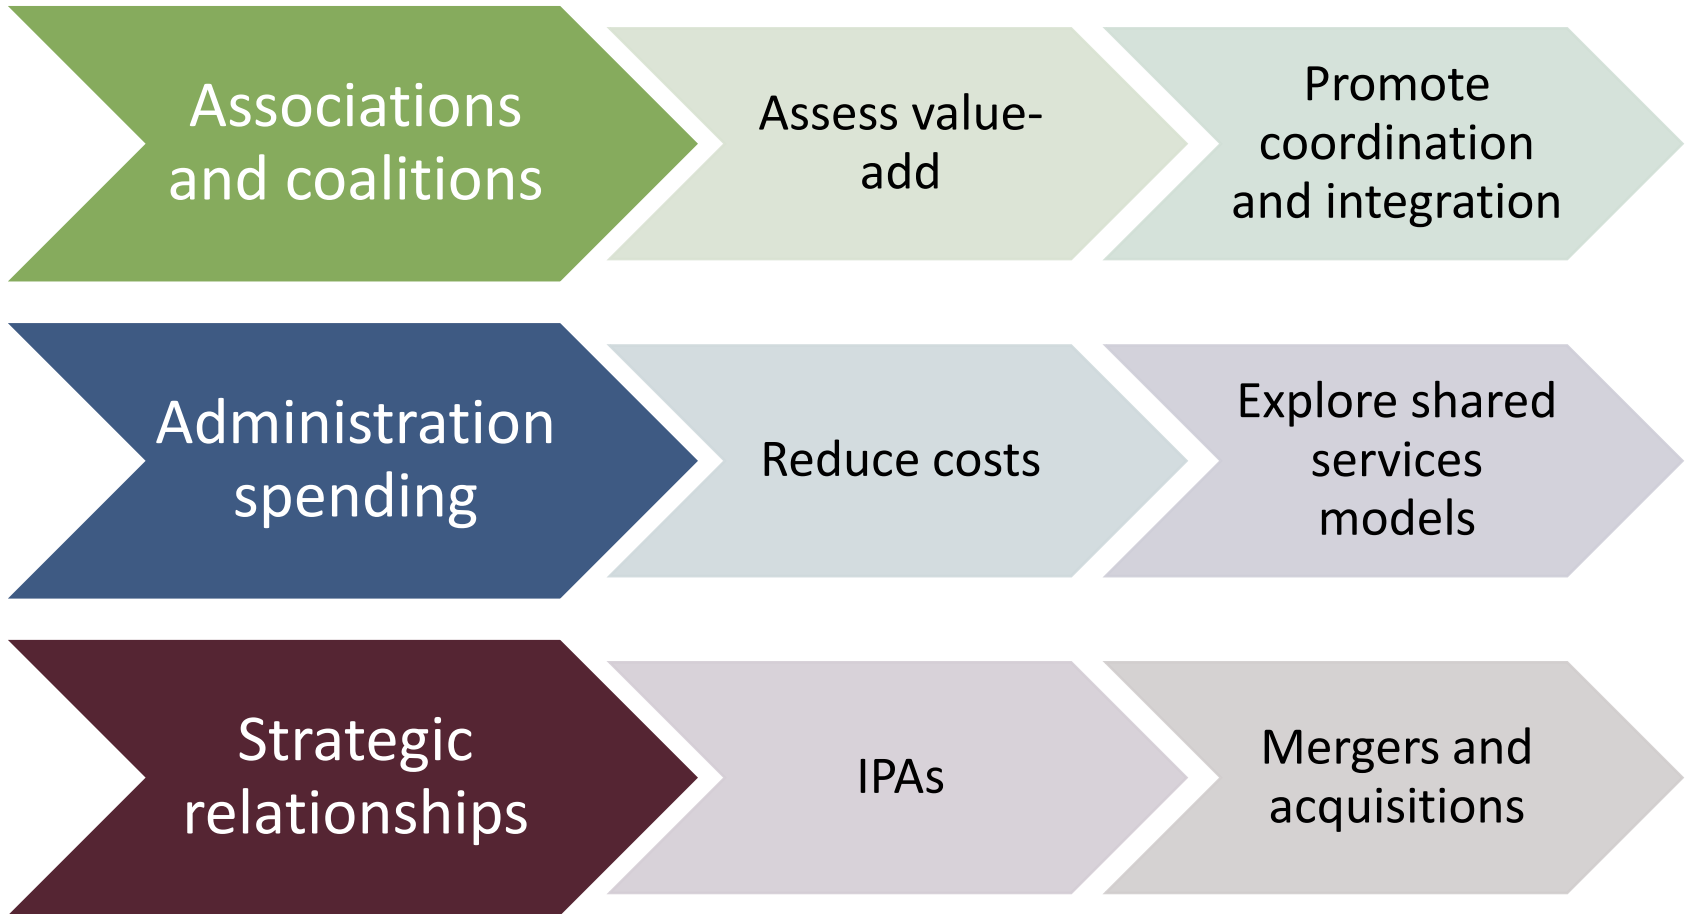 Associations
and coalitions
Assess value-
add
Promote
coordination
and integration
Administration
spending
Reduce costs
Explore shared
services
models
Strategic
relationships
IPAs
Mergers and
acquisitions